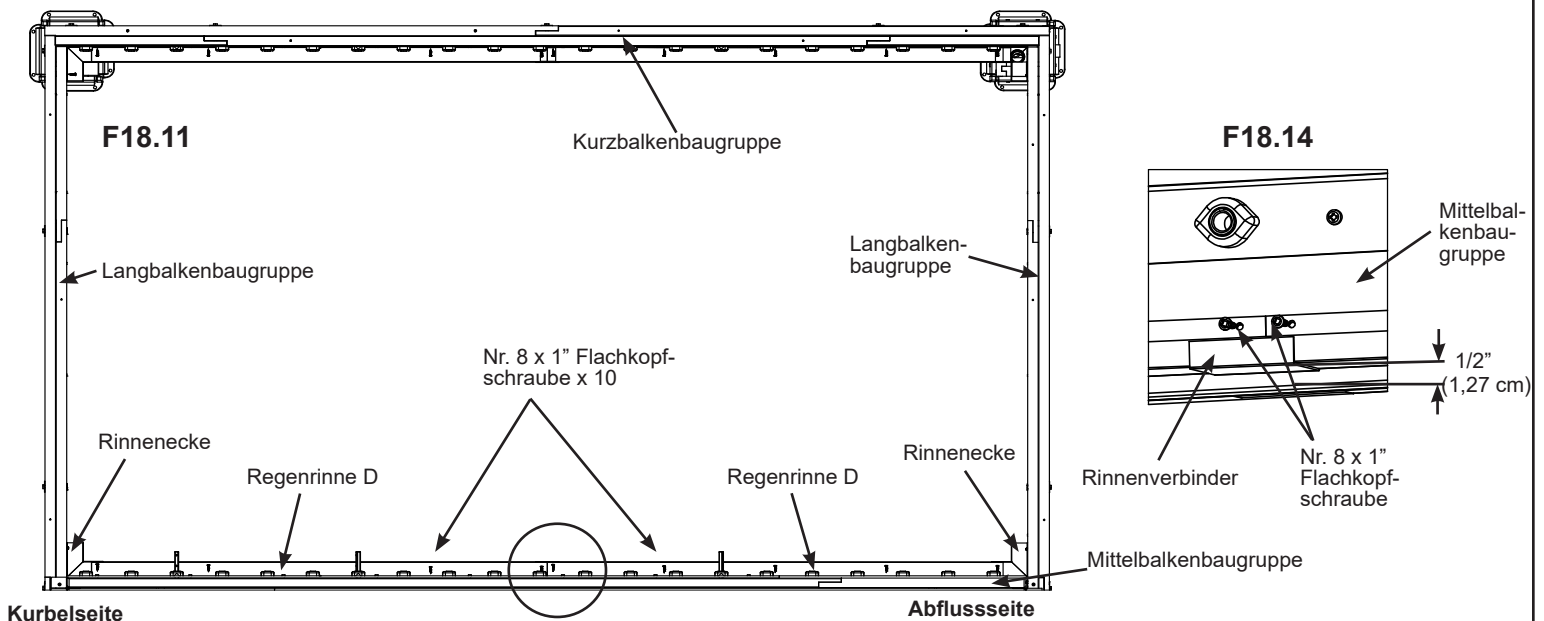 F18.11
Kurzbalkenbaugruppe
F18.14
Mittelbal-
kenbau-
gruppe
Langbalken-
baugruppe
Langbalkenbaugruppe
Nr. 8 x 1” Flachkopf-
schraube x 10
1/2”
(1,27 cm)
Rinnenecke
Regenrinne D
Regenrinne D
Rinnenecke
Rinnenverbinder
Nr. 8 x 1”
Flachkopf-
schraube
Mittelbalkenbaugruppe
Kurbelseite
Abflussseite